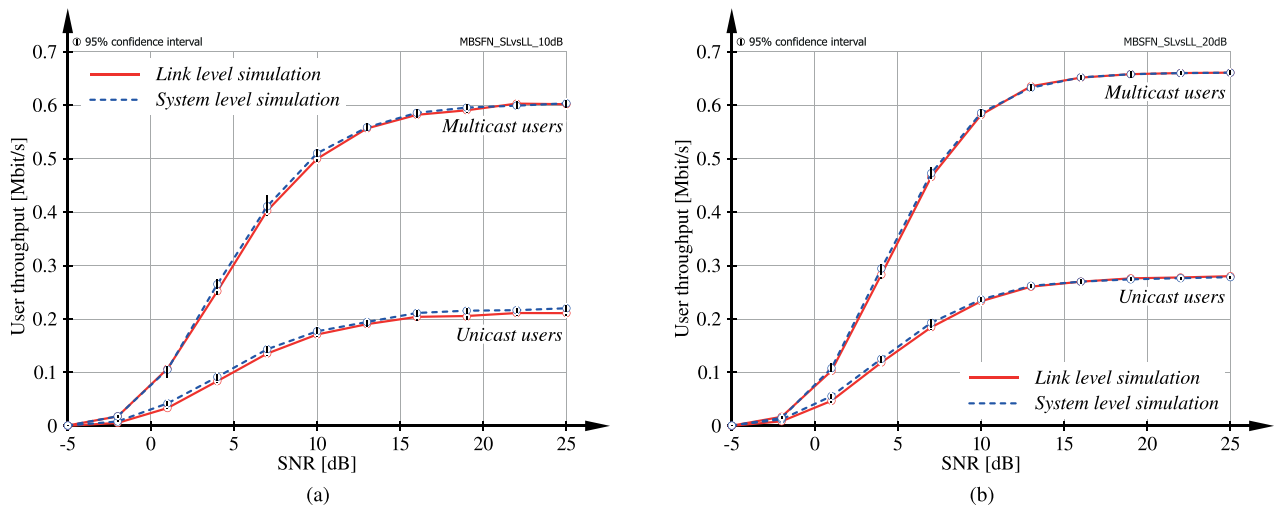 95% confidence interval
MBSFN_SLvsLL_10dB
0.7
Link level simulation
System level simulation
0.6
Multicast users
0.5
0.4
0.3
0.2
Unicast users
0.1
0
-5 0 5 10 15 20 25
User throughput [Mbit/s]
SNR [dB]
(a)
95% confidence interval
MBSFN_SLvsLL_20dB
0.7
Multicast users
0.6
0.5
0.4
0.3
Unicast users
0.2
0.1
Link level simulation
System level simulation
0
-5 0 5 10 15 20 25
User throughput [Mbit/s]
SNR [dB]
(b)